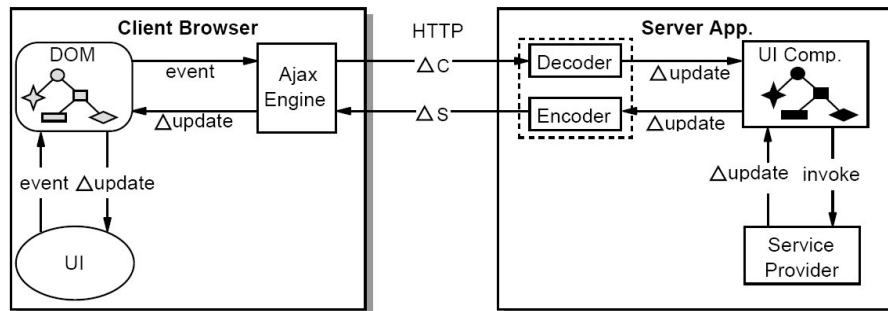 Client Browser
HTTP
Server App.
DOM
event
Ajax
Engine
△C
Decoder
△update
UI Comp.
△update
△S
Encoder
△update
event
△update
△update
invoke
UI
Service
Provider